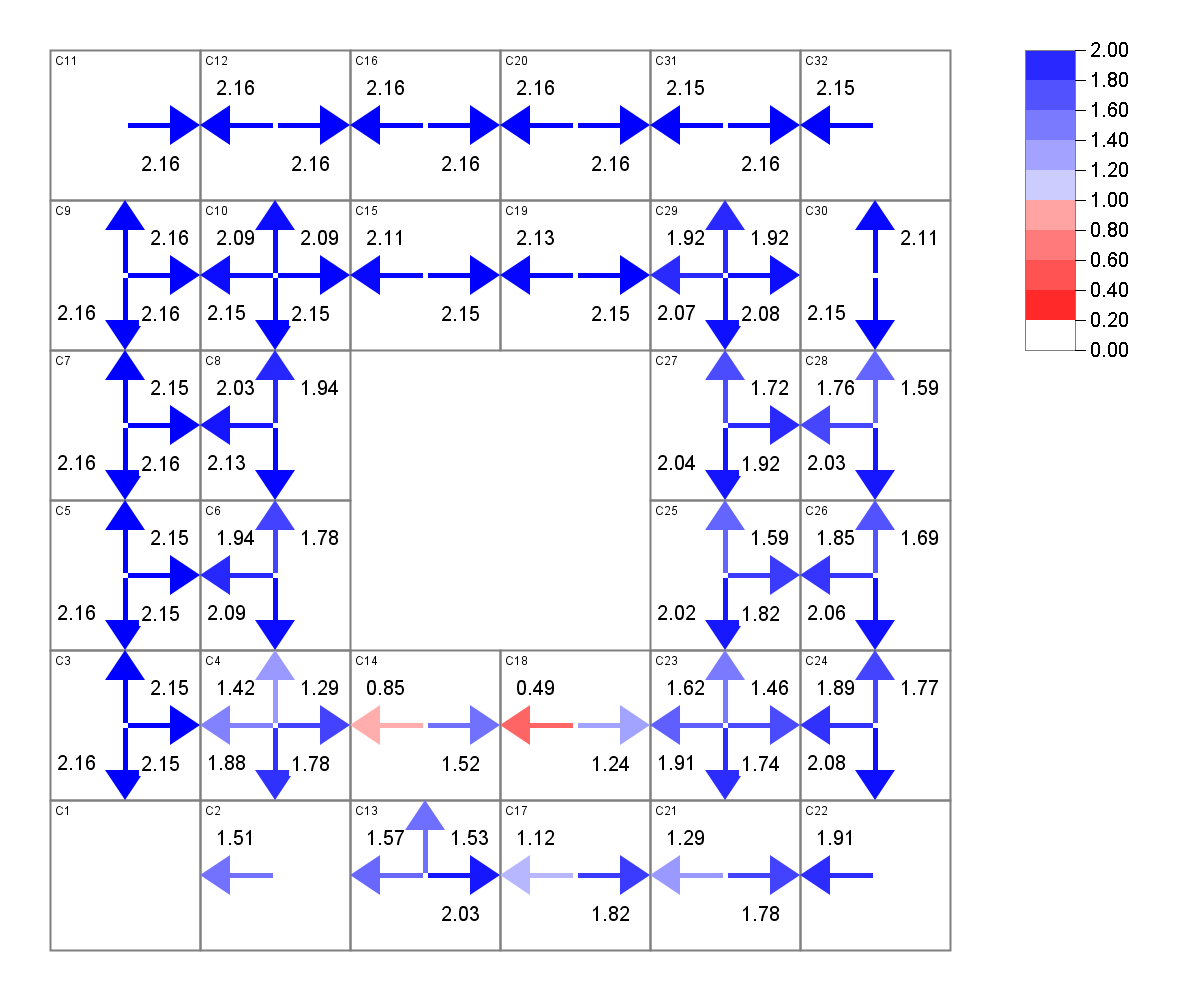 C11 C12 C16 C20 C31 C32 2.00
2.16 2.16 2.16 2.15 2.15 1.80
1.60
1.40
2.16 2.16 2.16 2.16 2.16 1.20
C9 C10 C15 C19 C29 C30 1.00
2.16 2.09 2.09 2.11 2.13 1.92 1.92 2.11 0.80
0.60
0.40
2.16 2.16 2.15 2.15 2.15 2.15 2.07 2.08 2.15 0.20
0.00
C7 C8 C27 C28
2.15 2.03 1.94 1.72 1.76 1.59
2.16 2.16 2.13 2.04 1.92 2.03
C5 C6 C25 C26
2.15 1.94 1.78 1.59 1.85 1.69
2.16 2.15 2.09 2.02 1.82 2.06
C3 C4 C14 C18 C23 C24
2.15 1.42 1.29 0.85 0.49 1.62 1.46 1.89 1.77
2.16 2.15 1.88 1.78 1.52 1.24 1.91 1.74 2.08
C1 C2 C13 C17 C21 C22
1.51 1.57 1.53 1.12 1.29 1.91
2.03 1.82 1.78